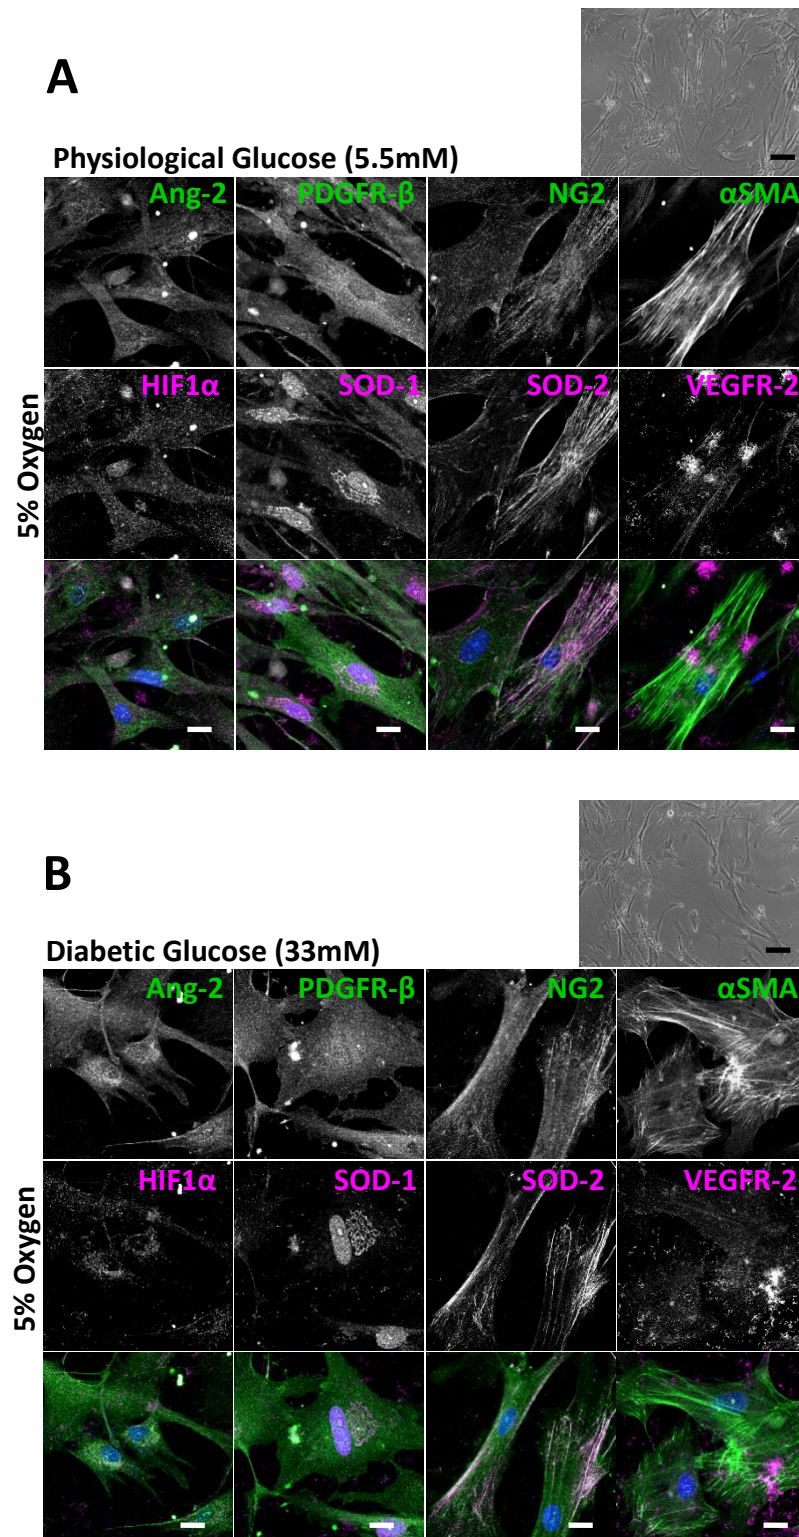 A
Physiological Glucose (5.5mM)
Ang-2 PDGFR-β NG2 αSMA
HIF1α SOD-1 SOD-2 VEGFR-2
5% Oxygen
B
Diabetic Glucose (33mM)
Ang-2 PDGFR-β NG2 αSMA
HIF1α SOD-1 SOD-2 VEGFR-2
5% Oxygen